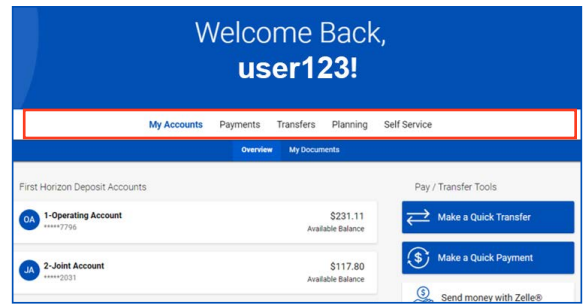 Welcome Back,
user123!
My Accounts Payments Transfers Planning Self Service
Overview My Documents
First Horizon Deposit Accounts
Pay / Transfer Tools
OA 1-Operating Account $231.11
*****7796 Available Balance
Make a Quick Transfer
JA 2-Joint Account $117.80
*****2031 Available Balance
Make a Quick Payment
Send money with Zelle®